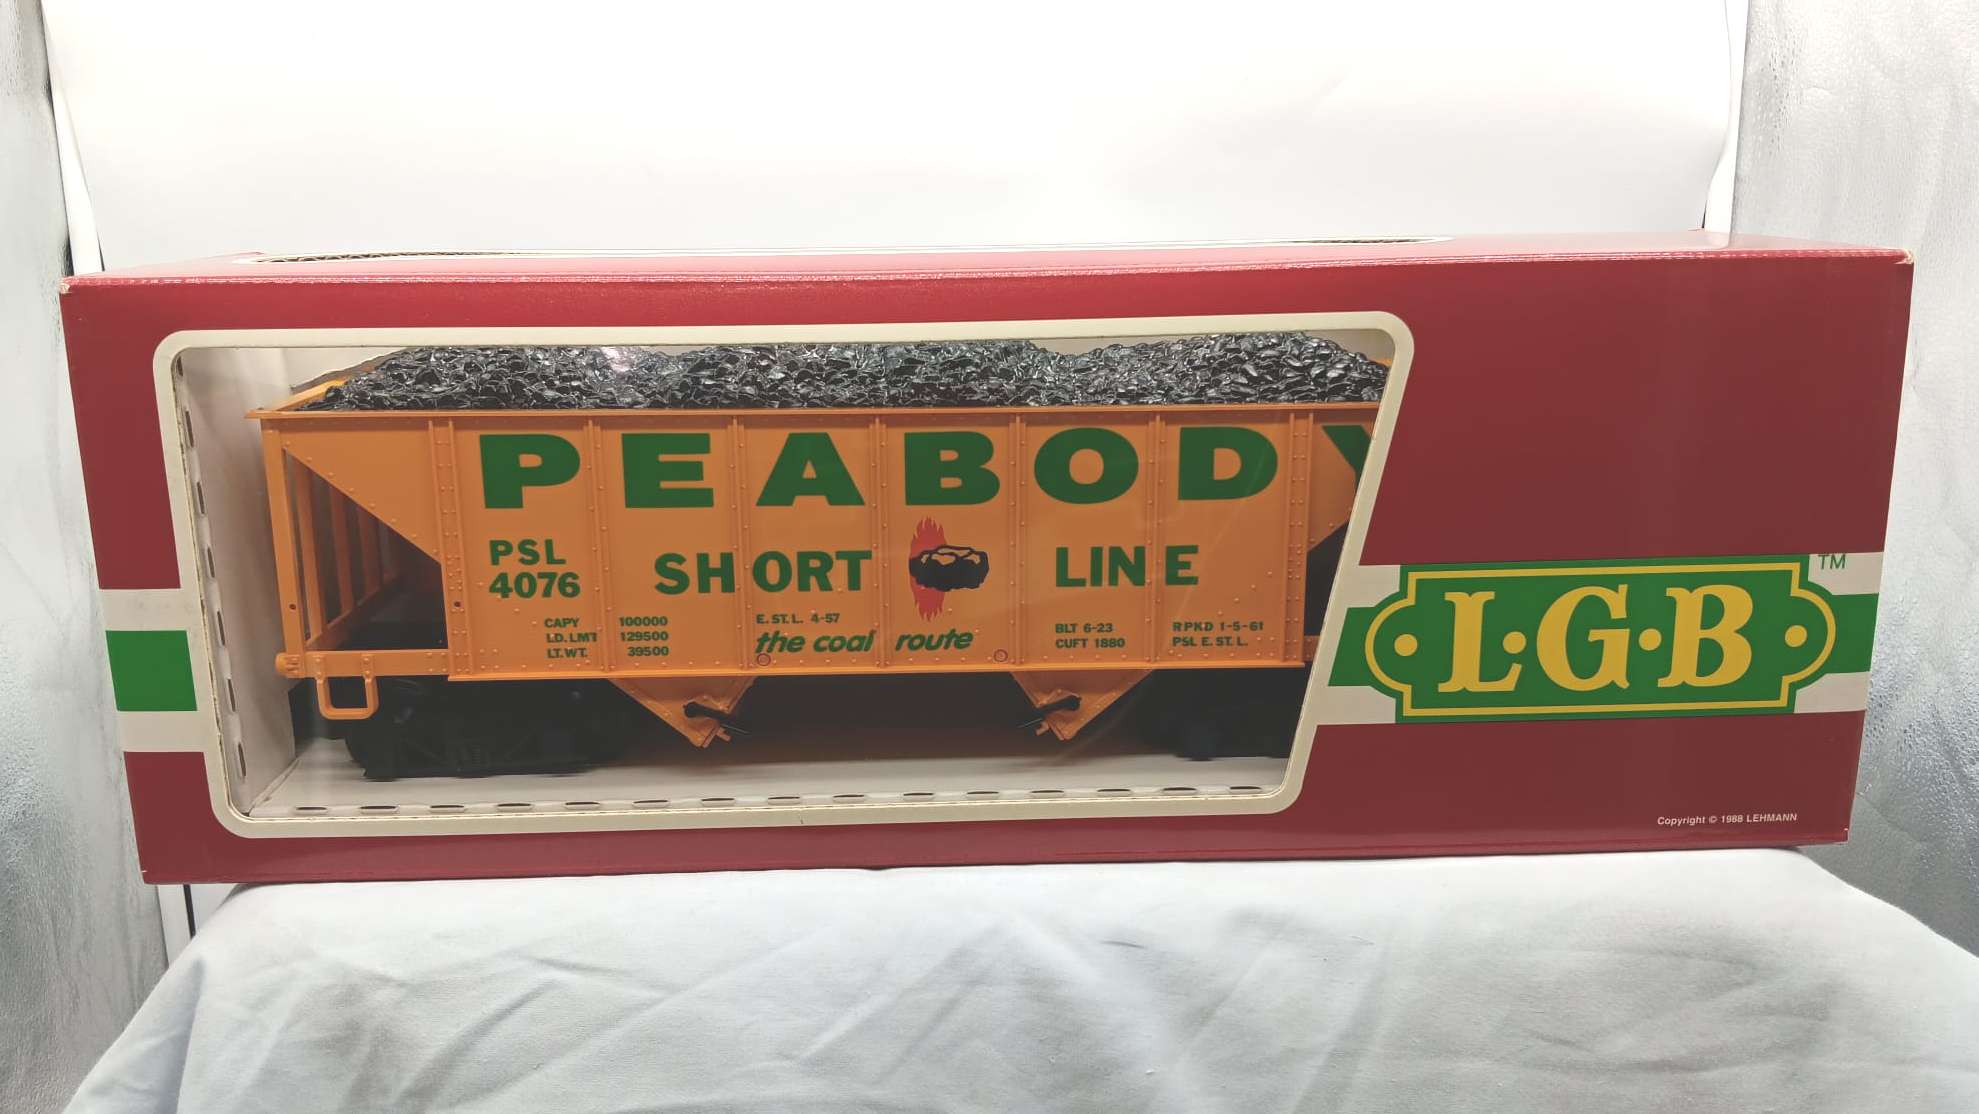 PEABODY
PSL
4076
SHORT LINE
CAPY 100000
LD. LMT 129500
LT. WT. 39500
E. ST. L. 4-57
the coal route
BLT 6-23
CUFT 1880
RPKD 1-5-61
PSL E. ST. L.
L·G·B
TM
Copyright © 1988 LEHMANN